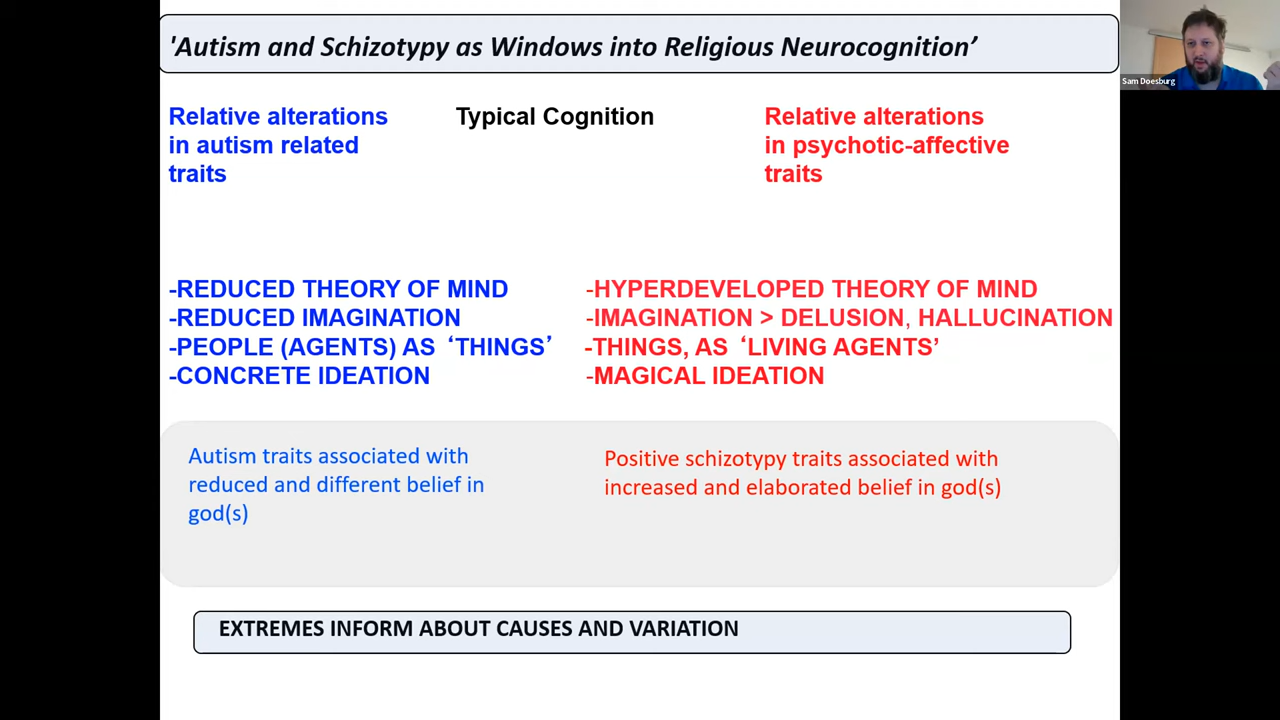 'Autism and Schizotypy as Windows into Religious Neurocognition’
Sam Doesburg
Relative alterations
in autism related
traits
Typical Cognition
Relative alterations
in psychotic-affective
traits
-REDUCED THEORY OF MIND
-REDUCED IMAGINATION
-PEOPLE (AGENTS) AS ‘THINGS’
-CONCRETE IDEATION
-HYPERDEVELOPED THEORY OF MIND
-IMAGINATION > DELUSION, HALLUCINATION
-THINGS, AS ‘LIVING AGENTS’
-MAGICAL IDEATION
Autism traits associated with
reduced and different belief in
god(s)
Positive schizotypy traits associated with
increased and elaborated belief in god(s)
EXTREMES INFORM ABOUT CAUSES AND VARIATION